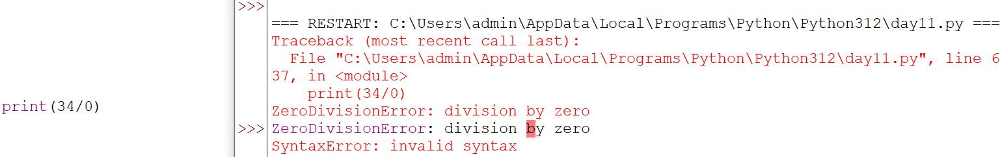 >>>
=== RESTART: C:\Users\admin\AppData\Local\Programs\Python\Python312\day11.py ===
Traceback (most recent call last):
  File "C:\Users\admin\AppData\Local\Programs\Python\Python312\day11.py", line 6
37, in <module>
    print(34/0)
print(34/0)
ZeroDivisionError: division by zero
>>> ZeroDivisionError: division by zero
SyntaxError: invalid syntax